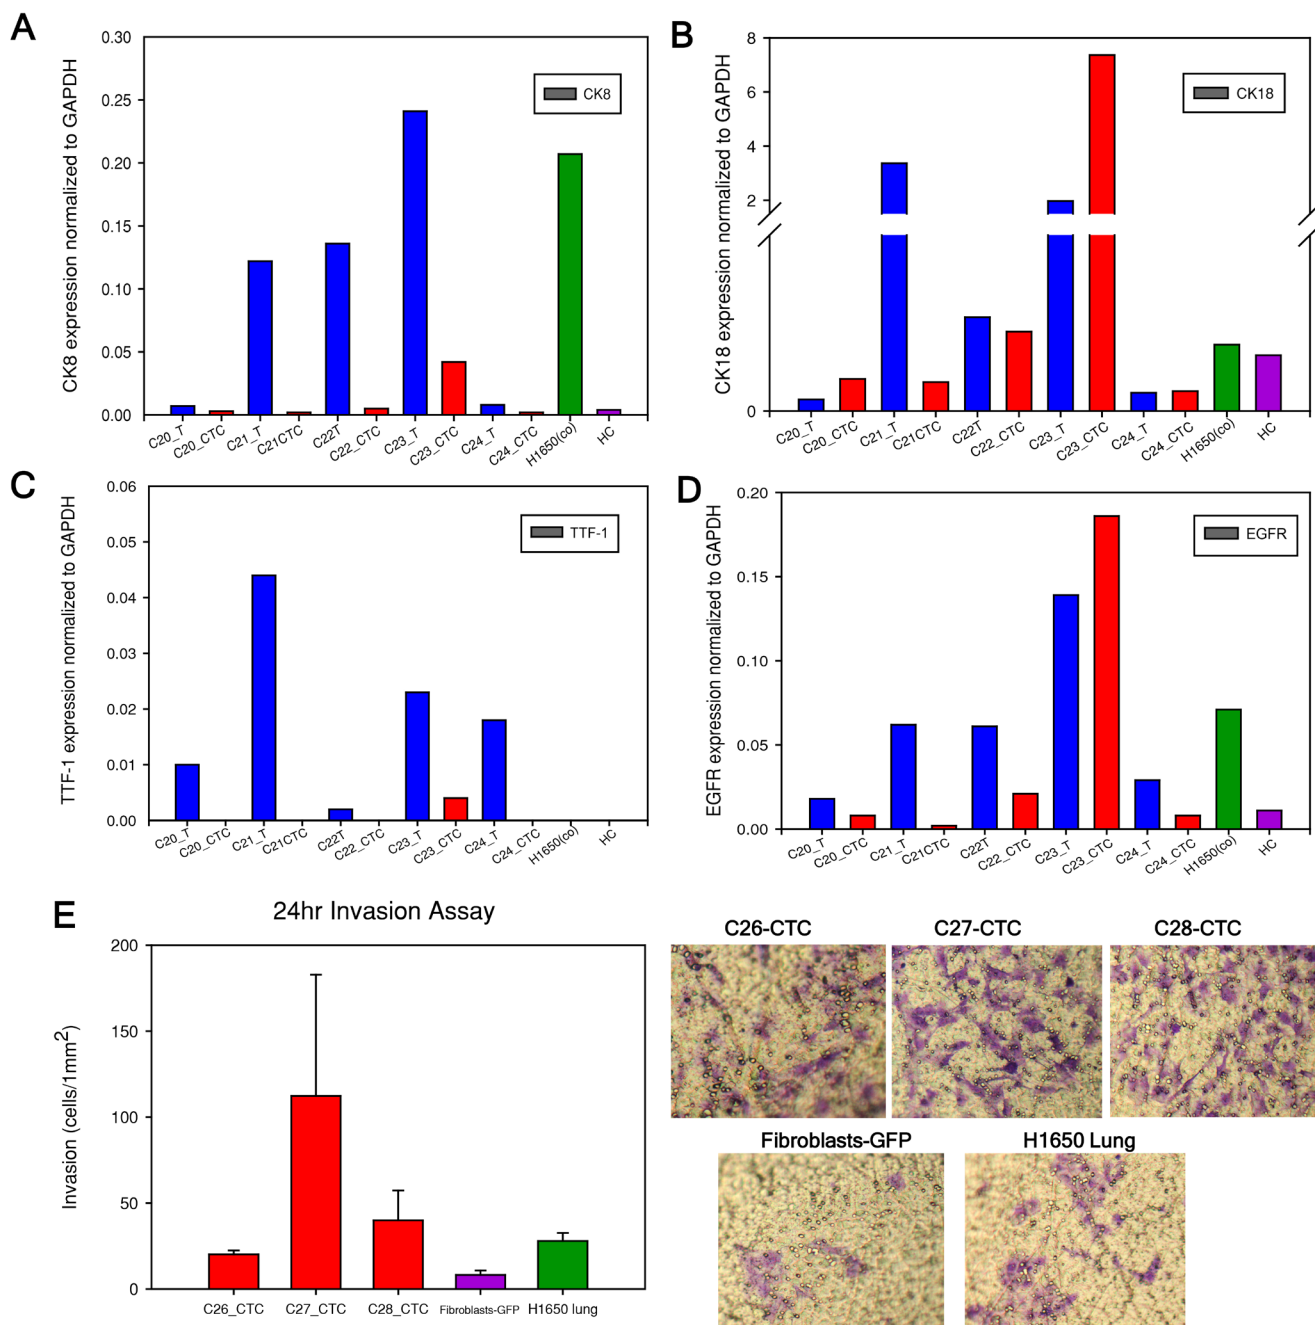 A
CK8 expression normalized to GAPDH
0.30
0.25
0.20
0.15
0.10
0.05
0.00
CK8
C20_T
C20_CTC
C21_T
C21CTC
C22T
C22_CTC
C23_T
C23_CTC
C24_T
C24_CTC
H1650(co)
HC
B
CK18 expression normalized to GAPDH
8
6
4
2
0
CK18
C20_T
C20_CTC
C21_T
C21CTC
C22T
C22_CTC
C23_T
C23_CTC
C24_T
C24_CTC
H1650(co)
HC
C
TTF-1 expression normalized to GAPDH
0.06
0.05
0.04
0.03
0.02
0.01
0.00
TTF-1
C20_T
C20_CTC
C21_T
C21CTC
C22T
C22_CTC
C23_T
C23_CTC
C24_T
C24_CTC
H1650(co)
HC
D
EGFR expression normalized to GAPDH
0.20
0.15
0.10
0.05
0.00
EGFR
C20_T
C20_CTC
C21_T
C21CTC
C22T
C22_CTC
C23_T
C23_CTC
C24_T
C24_CTC
H1650(co)
HC
E
24hr Invasion Assay
Invasion (cells/1mm²)
200
150
100
50
0
C26_CTC
C27_CTC
C28_CTC
Fibroblasts-GFP
H1650 lung
C26-CTC
C27-CTC
C28-CTC
Fibroblasts-GFP
H1650 Lung